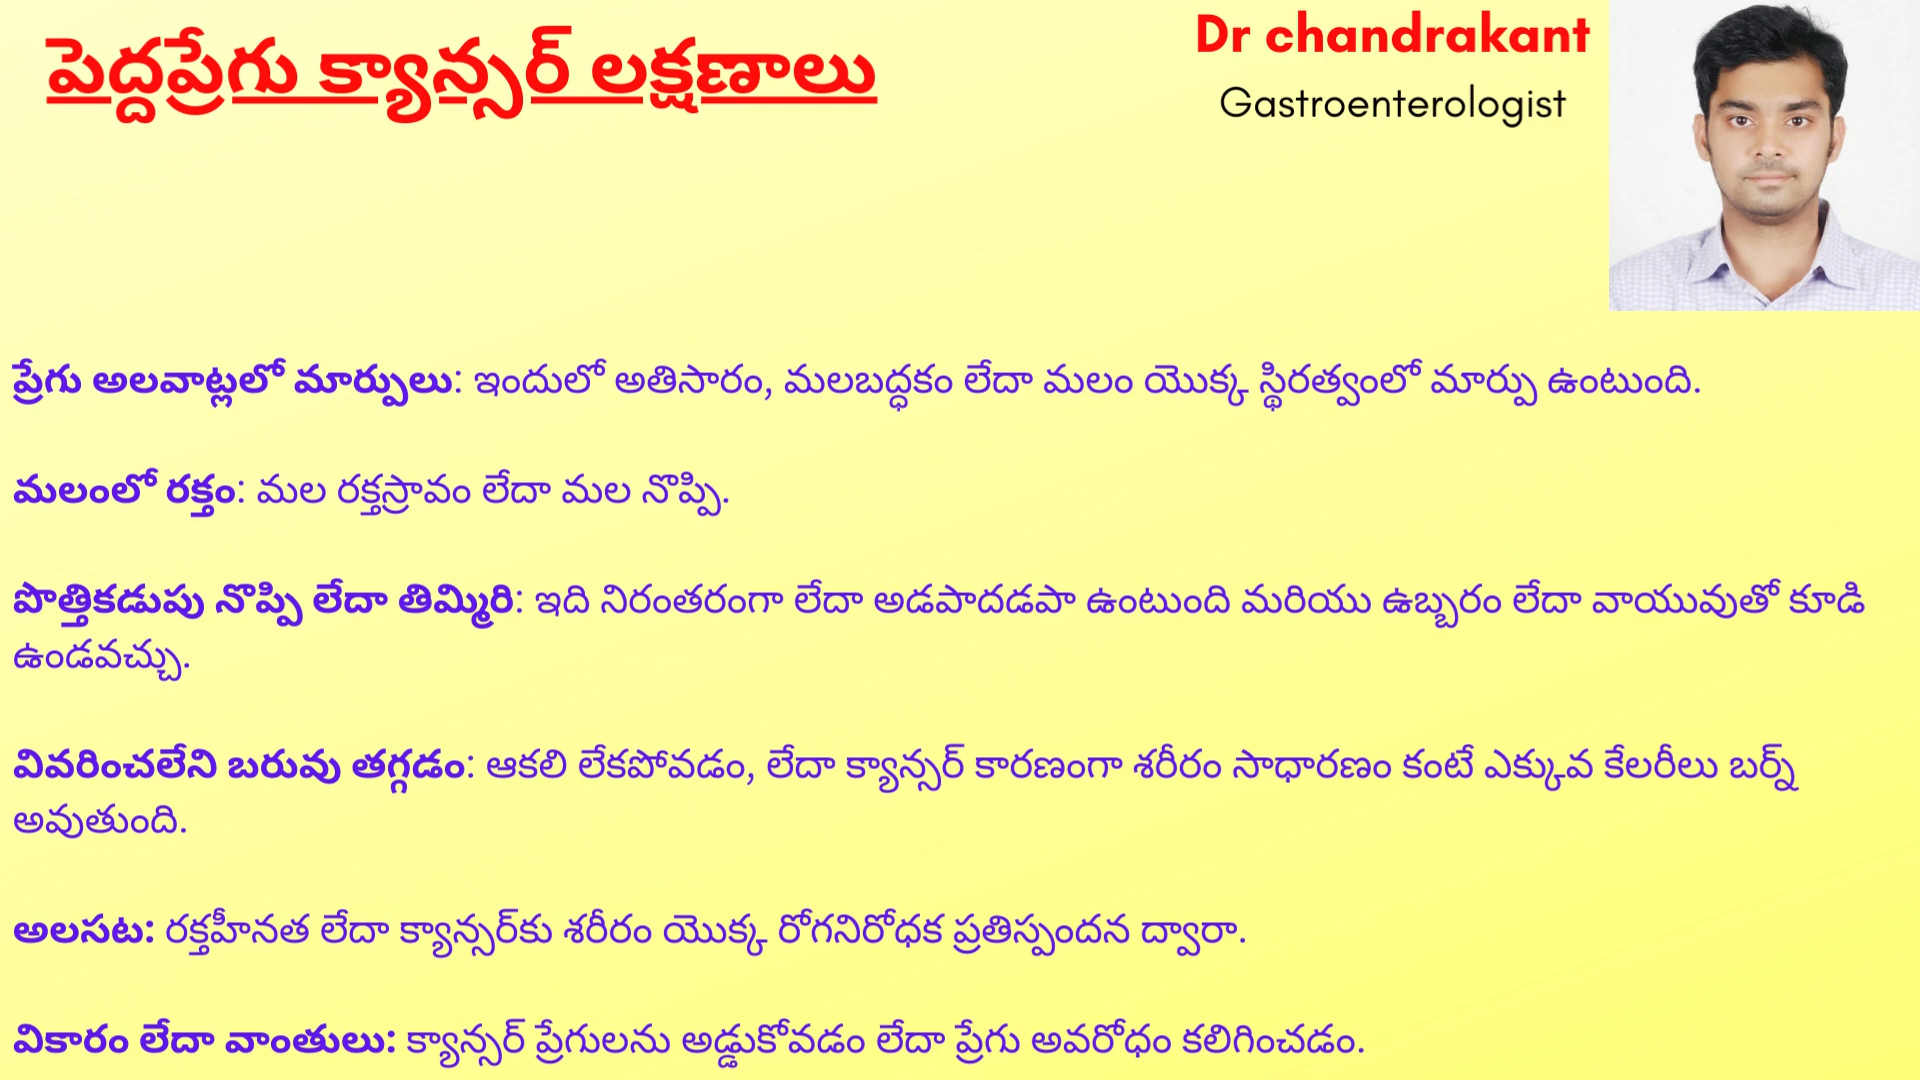 పెద్దప్రేగు క్యాన్సర్ లక్షణాలు
Dr chandrakant
Gastroenterologist
ప్రేగు అలవాట్లలో మార్పులు: ఇందులో అతిసారం, మలబద్ధకం లేదా మలం యొక్క స్థిరత్వంలో మార్పు ఉంటుంది.
మలంలో రక్తం: మల రక్తస్రావం లేదా మల నొప్పి.
పొత్తికడుపు నొప్పి లేదా తిమ్మిరి: ఇది నిరంతరంగా లేదా అడపాదడపా ఉంటుంది మరియు ఉబ్బరం లేదా వాయువుతో కూడి
ఉండవచ్చు.
వివరించలేని బరువు తగ్గడం: ఆకలి లేకపోవడం, లేదా క్యాన్సర్ కారణంగా శరీరం సాధారణం కంటే ఎక్కువ కేలరీలు బర్న్
అవుతుంది.
అలసట: రక్తహీనత లేదా క్యాన్సర్‌కు శరీరం యొక్క రోగనిరోధక ప్రతిస్పందన ద్వారా.
వికారం లేదా వాంతులు: క్యాన్సర్ ప్రేగులను అడ్డుకోవడం లేదా ప్రేగు అవరోధం కలిగించడం.